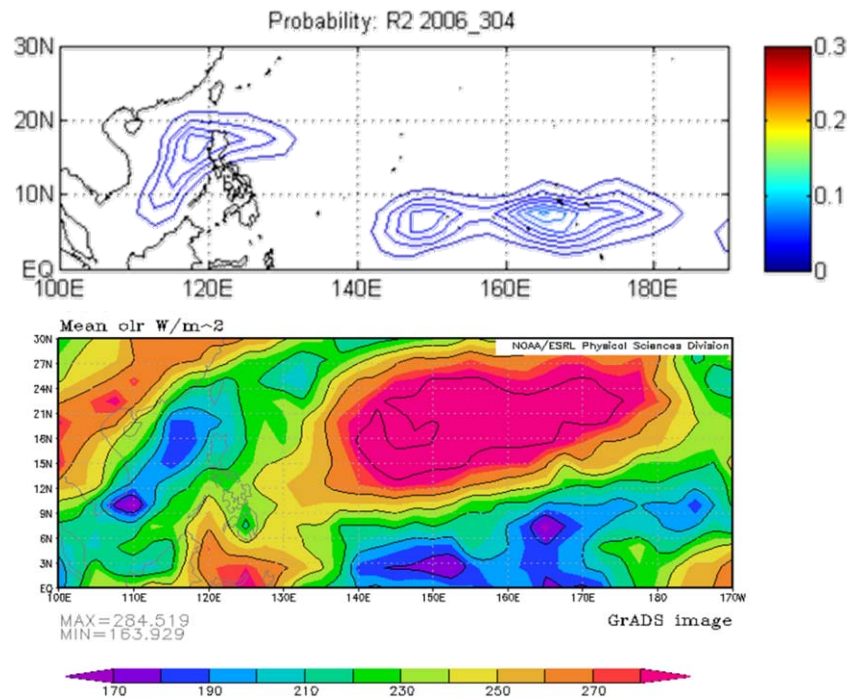 Probability: R2 2006_304
30N
20N
10N
EQ
100E 120E 140E 160E 180E
0.3
0.2
0.1
0
Mean olr W/m^2
NOAA/ESRL Physical Sciences Division
30N
27N
24N
21N
18N
15N
12N
9N
6N
3N
EQ
100E 110E 120E 130E 140E 150E 160E 170E 180 170W
MAX=284.519
MIN=163.929
GrADS image
170 190 210 230 250 270